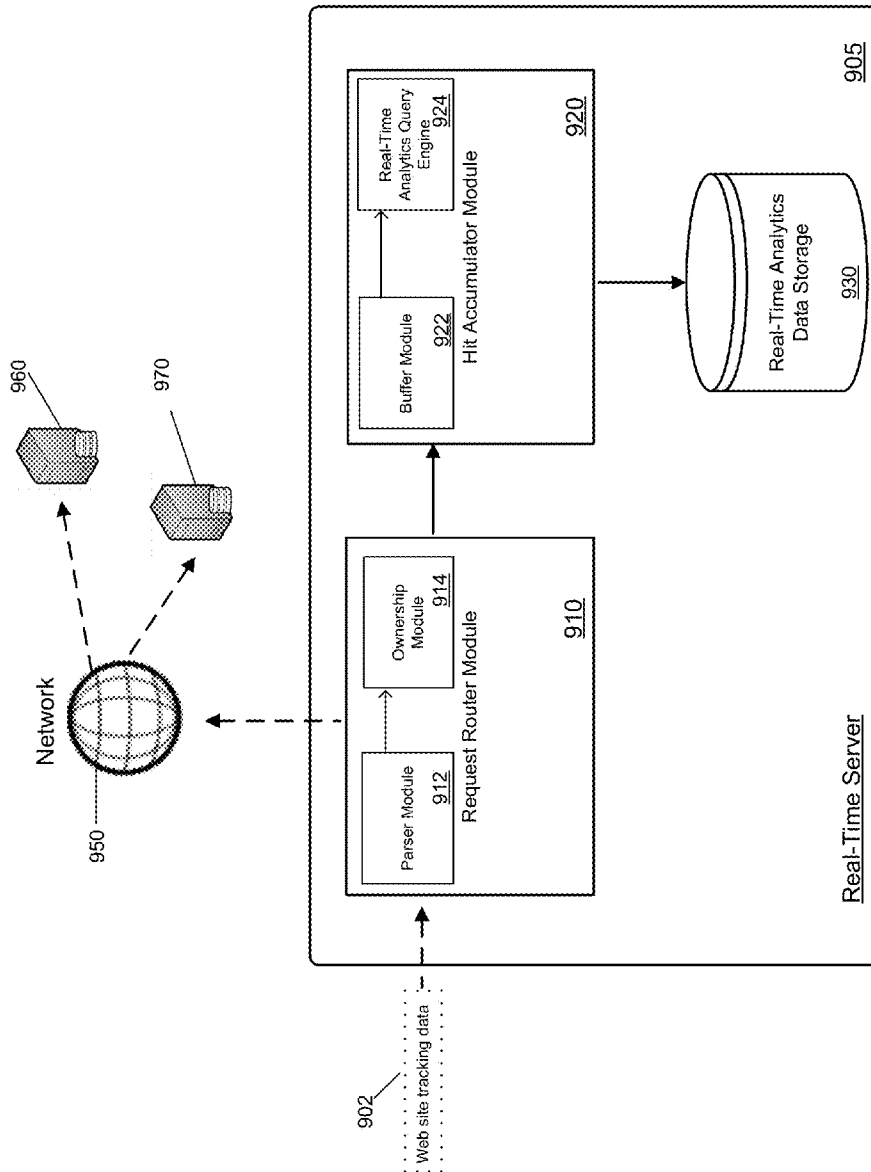 960
970
Network
950
902
Web site tracking data
Parser Module
912
Ownership
Module
914
Request Router Module
910
Buffer Module
922
Real-Time
Analytics Query
Engine
924
Hit Accumulator Module
920
Real-Time Analytics
Data Storage
930
Real-Time Server
905